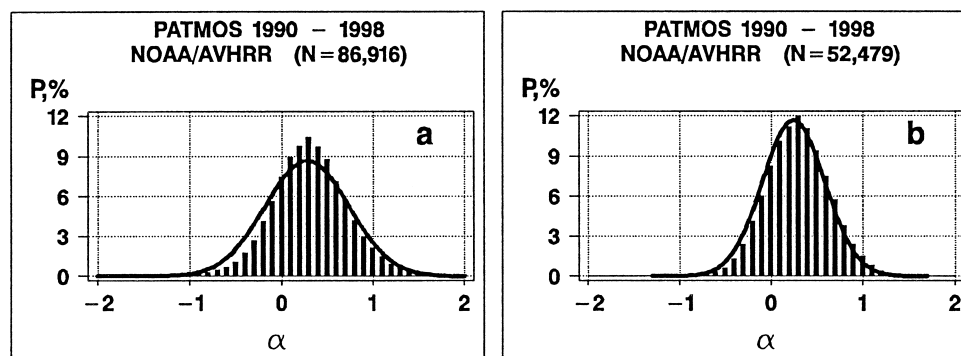 PATMOS 1990 – 1998
NOAA/AVHRR (N=86,916)
P,%
12
9
6
3
0
a
−2 −1 0 1 2
α
PATMOS 1990 – 1998
NOAA/AVHRR (N=52,479)
P,%
12
9
6
3
0
b
−2 −1 0 1 2
α